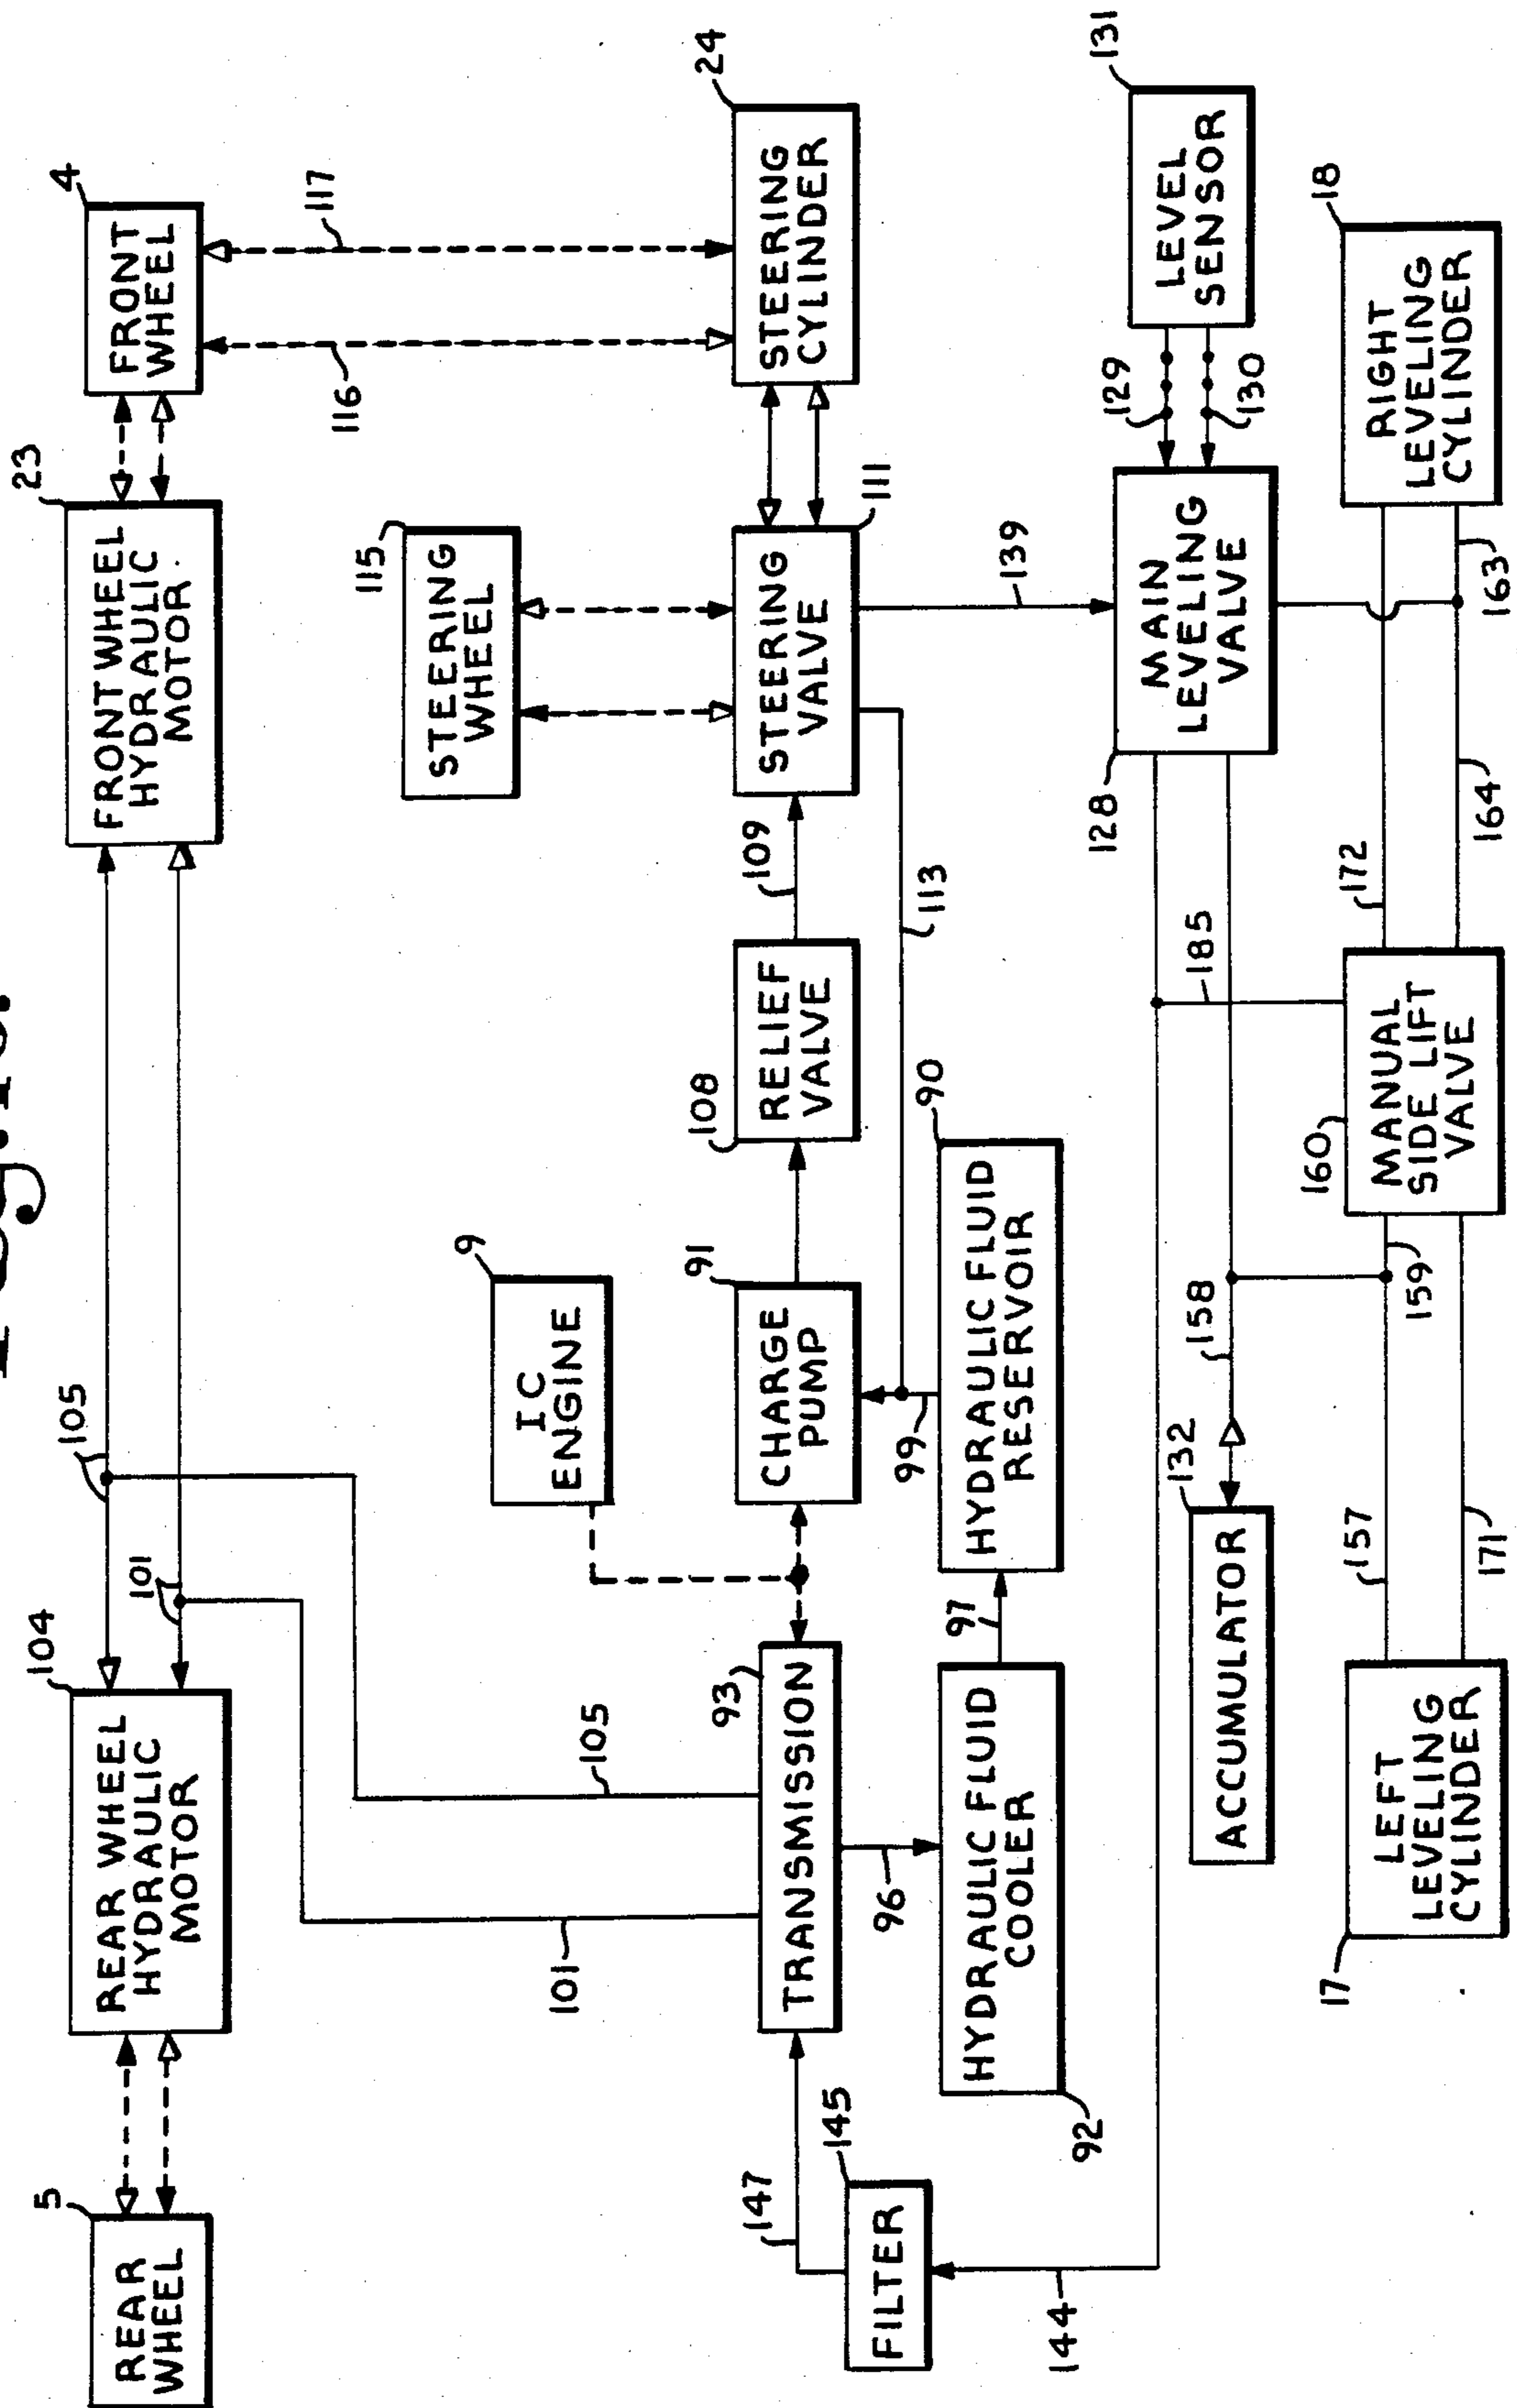 5
REAR
WHEEL
104
REAR WHEEL
HYDRAULIC
MOTOR
101
105
23
FRONT WHEEL
HYDRAULIC
MOTOR
4
FRONT
WHEEL
116
117
115
STEERING
WHEEL
9
IC
ENGINE
101
105
147
145
FILTER
144
93
TRANSMISSION
96
91
CHARGE
PUMP
108
RELIEF
VALVE
109
STEERING
VALVE
111
24
STEERING
CYLINDER
92
HYDRAULIC FLUID
COOLER
97
99
90
HYDRAULIC FLUID
RESERVOIR
113
139
132
ACCUMULATOR
158
185
128
MAIN
LEVELING
VALVE
129
130
131
LEVEL
SENSOR
17
LEFT
LEVELING
CYLINDER
157
171
159
160
MANUAL
SIDE LIFT
VALVE
172
164
163
18
RIGHT
LEVELING
CYLINDER